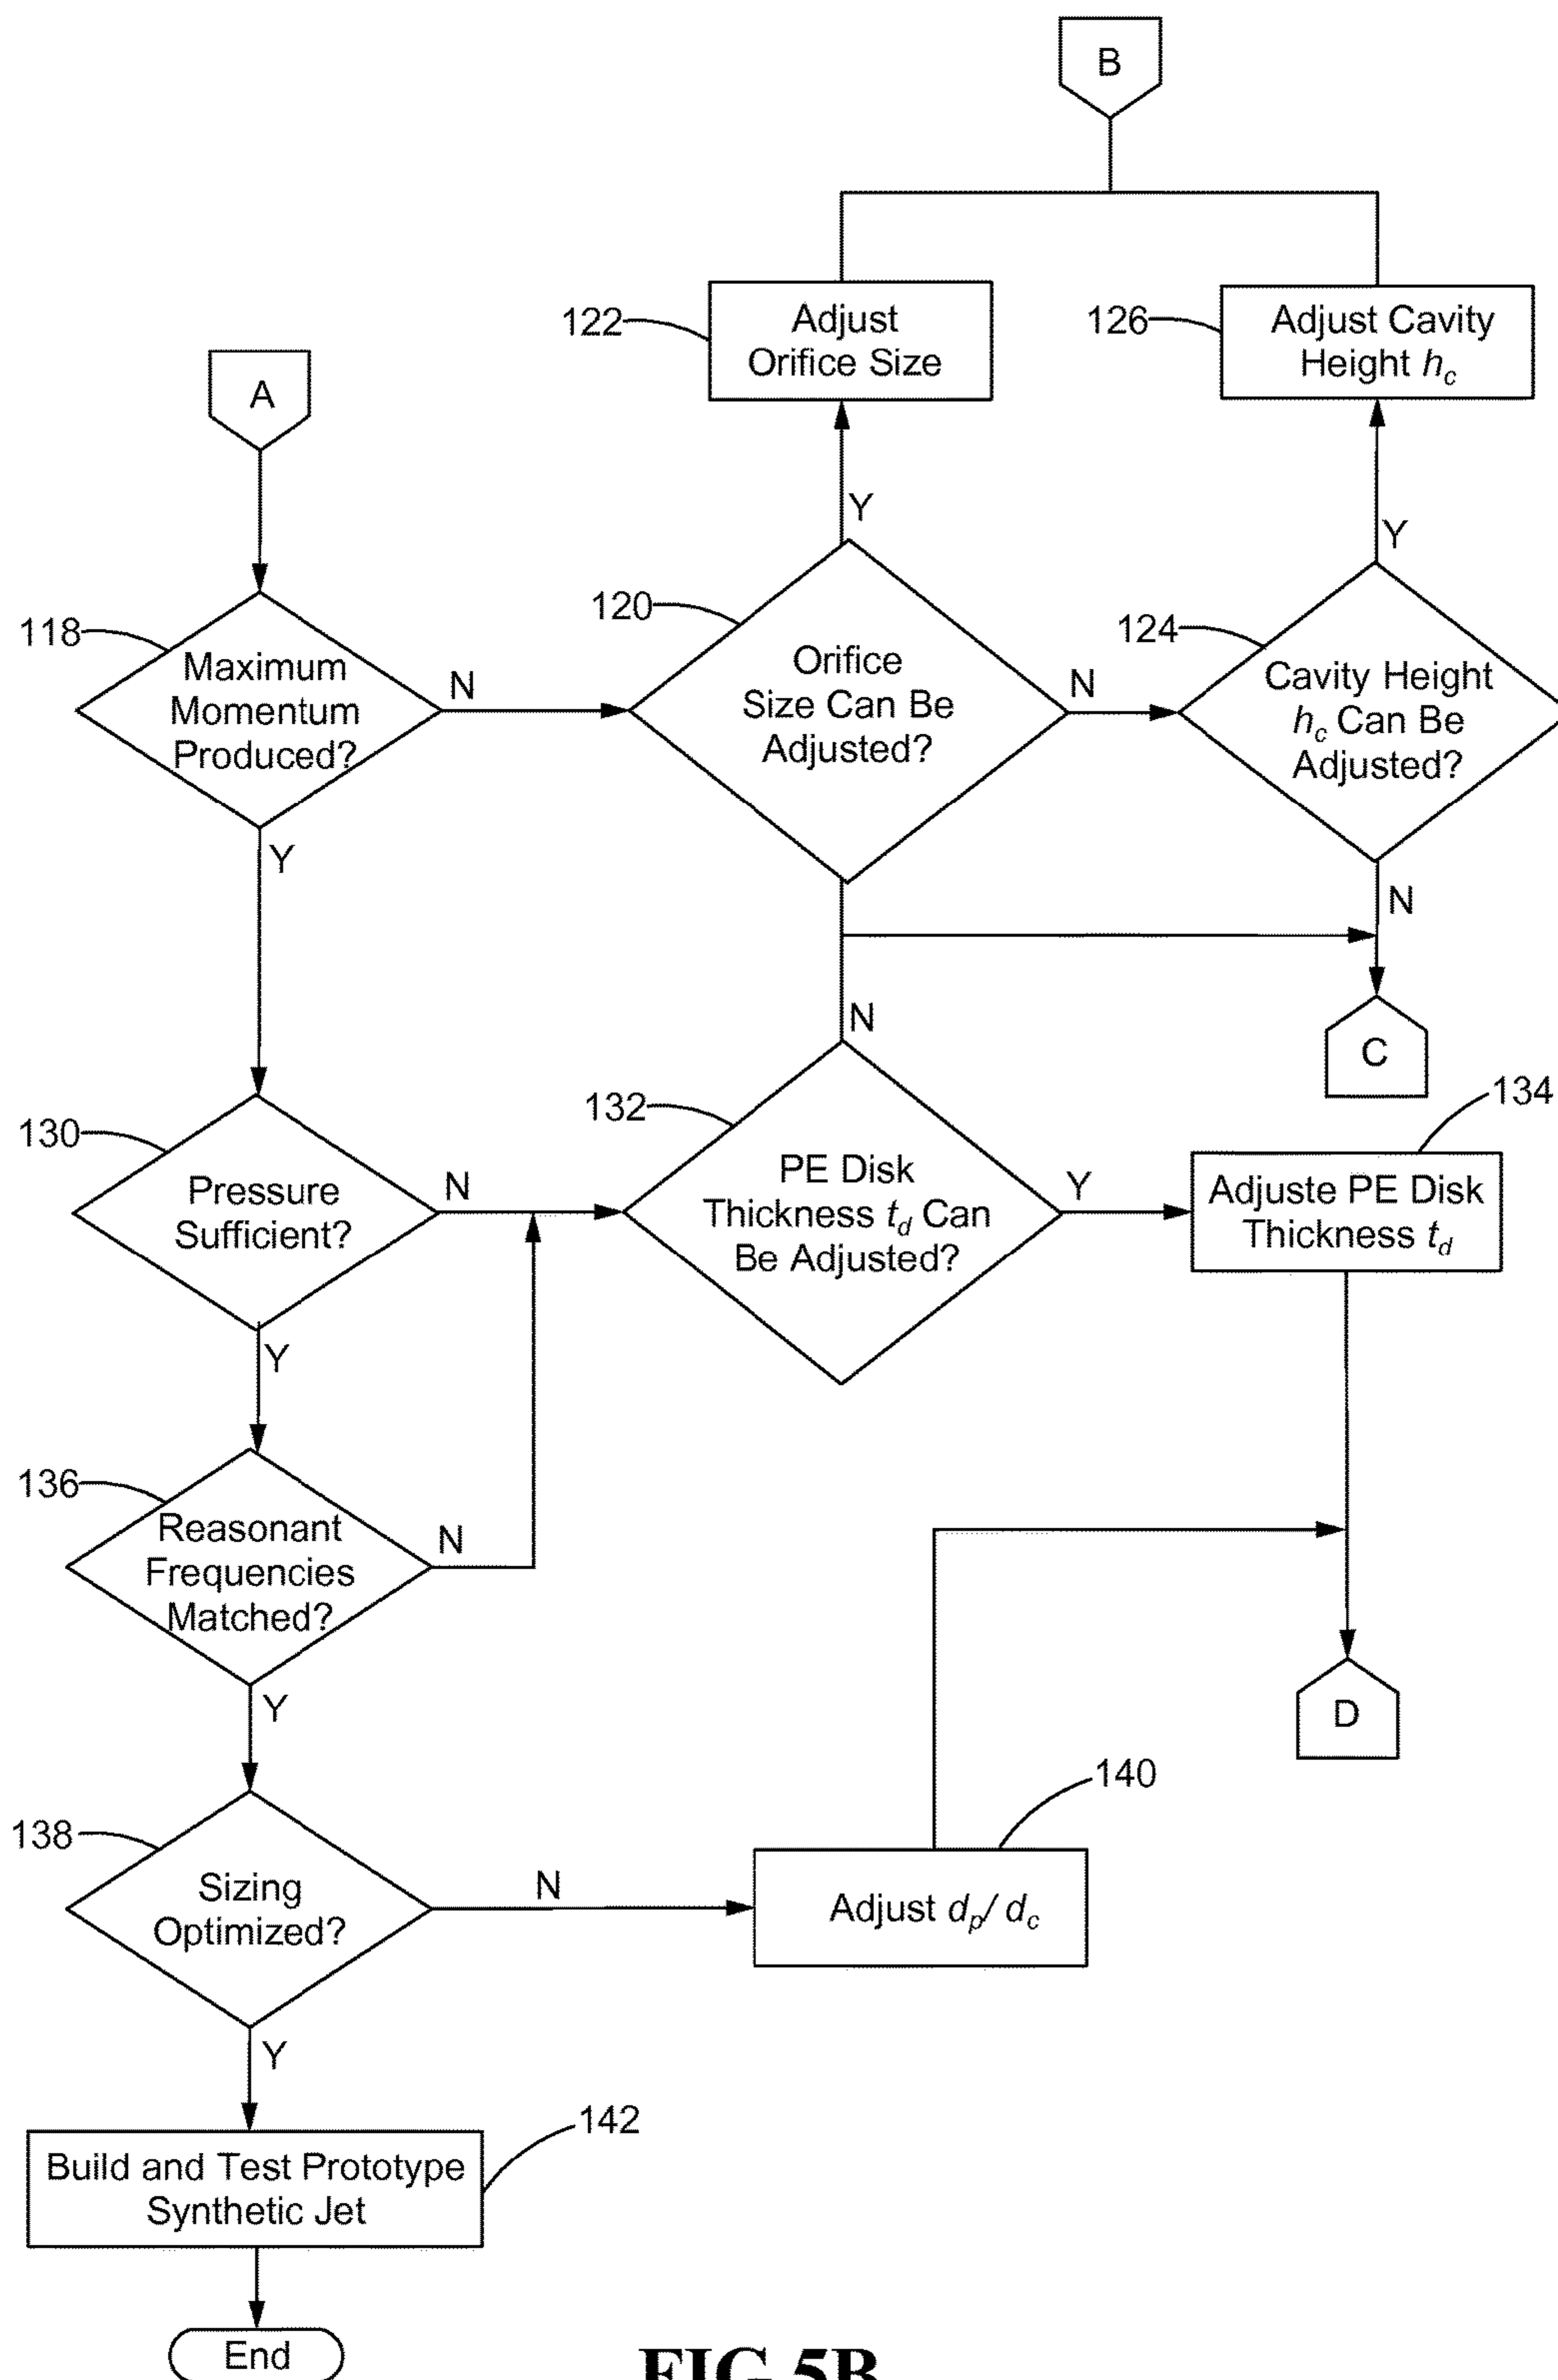 B
122
Adjust
Orifice Size
126
Adjust Cavity
Height hc
A
Y
Y
118
Maximum
Momentum
Produced?
N
120
Orifice
Size Can Be
Adjusted?
N
124
Cavity Height
hc Can Be
Adjusted?
Y
N
C
N
130
Pressure
Sufficient?
N
132
PE Disk
Thickness td Can
Be Adjusted?
Y
134
Adjuste PE Disk
Thickness td
Y
136
Reasonant
Frequencies
Matched?
N
D
Y
138
Sizing
Optimized?
N
140
Adjust dp/ dc
Y
142
Build and Test Prototype
Synthetic Jet
End
FIG.5B